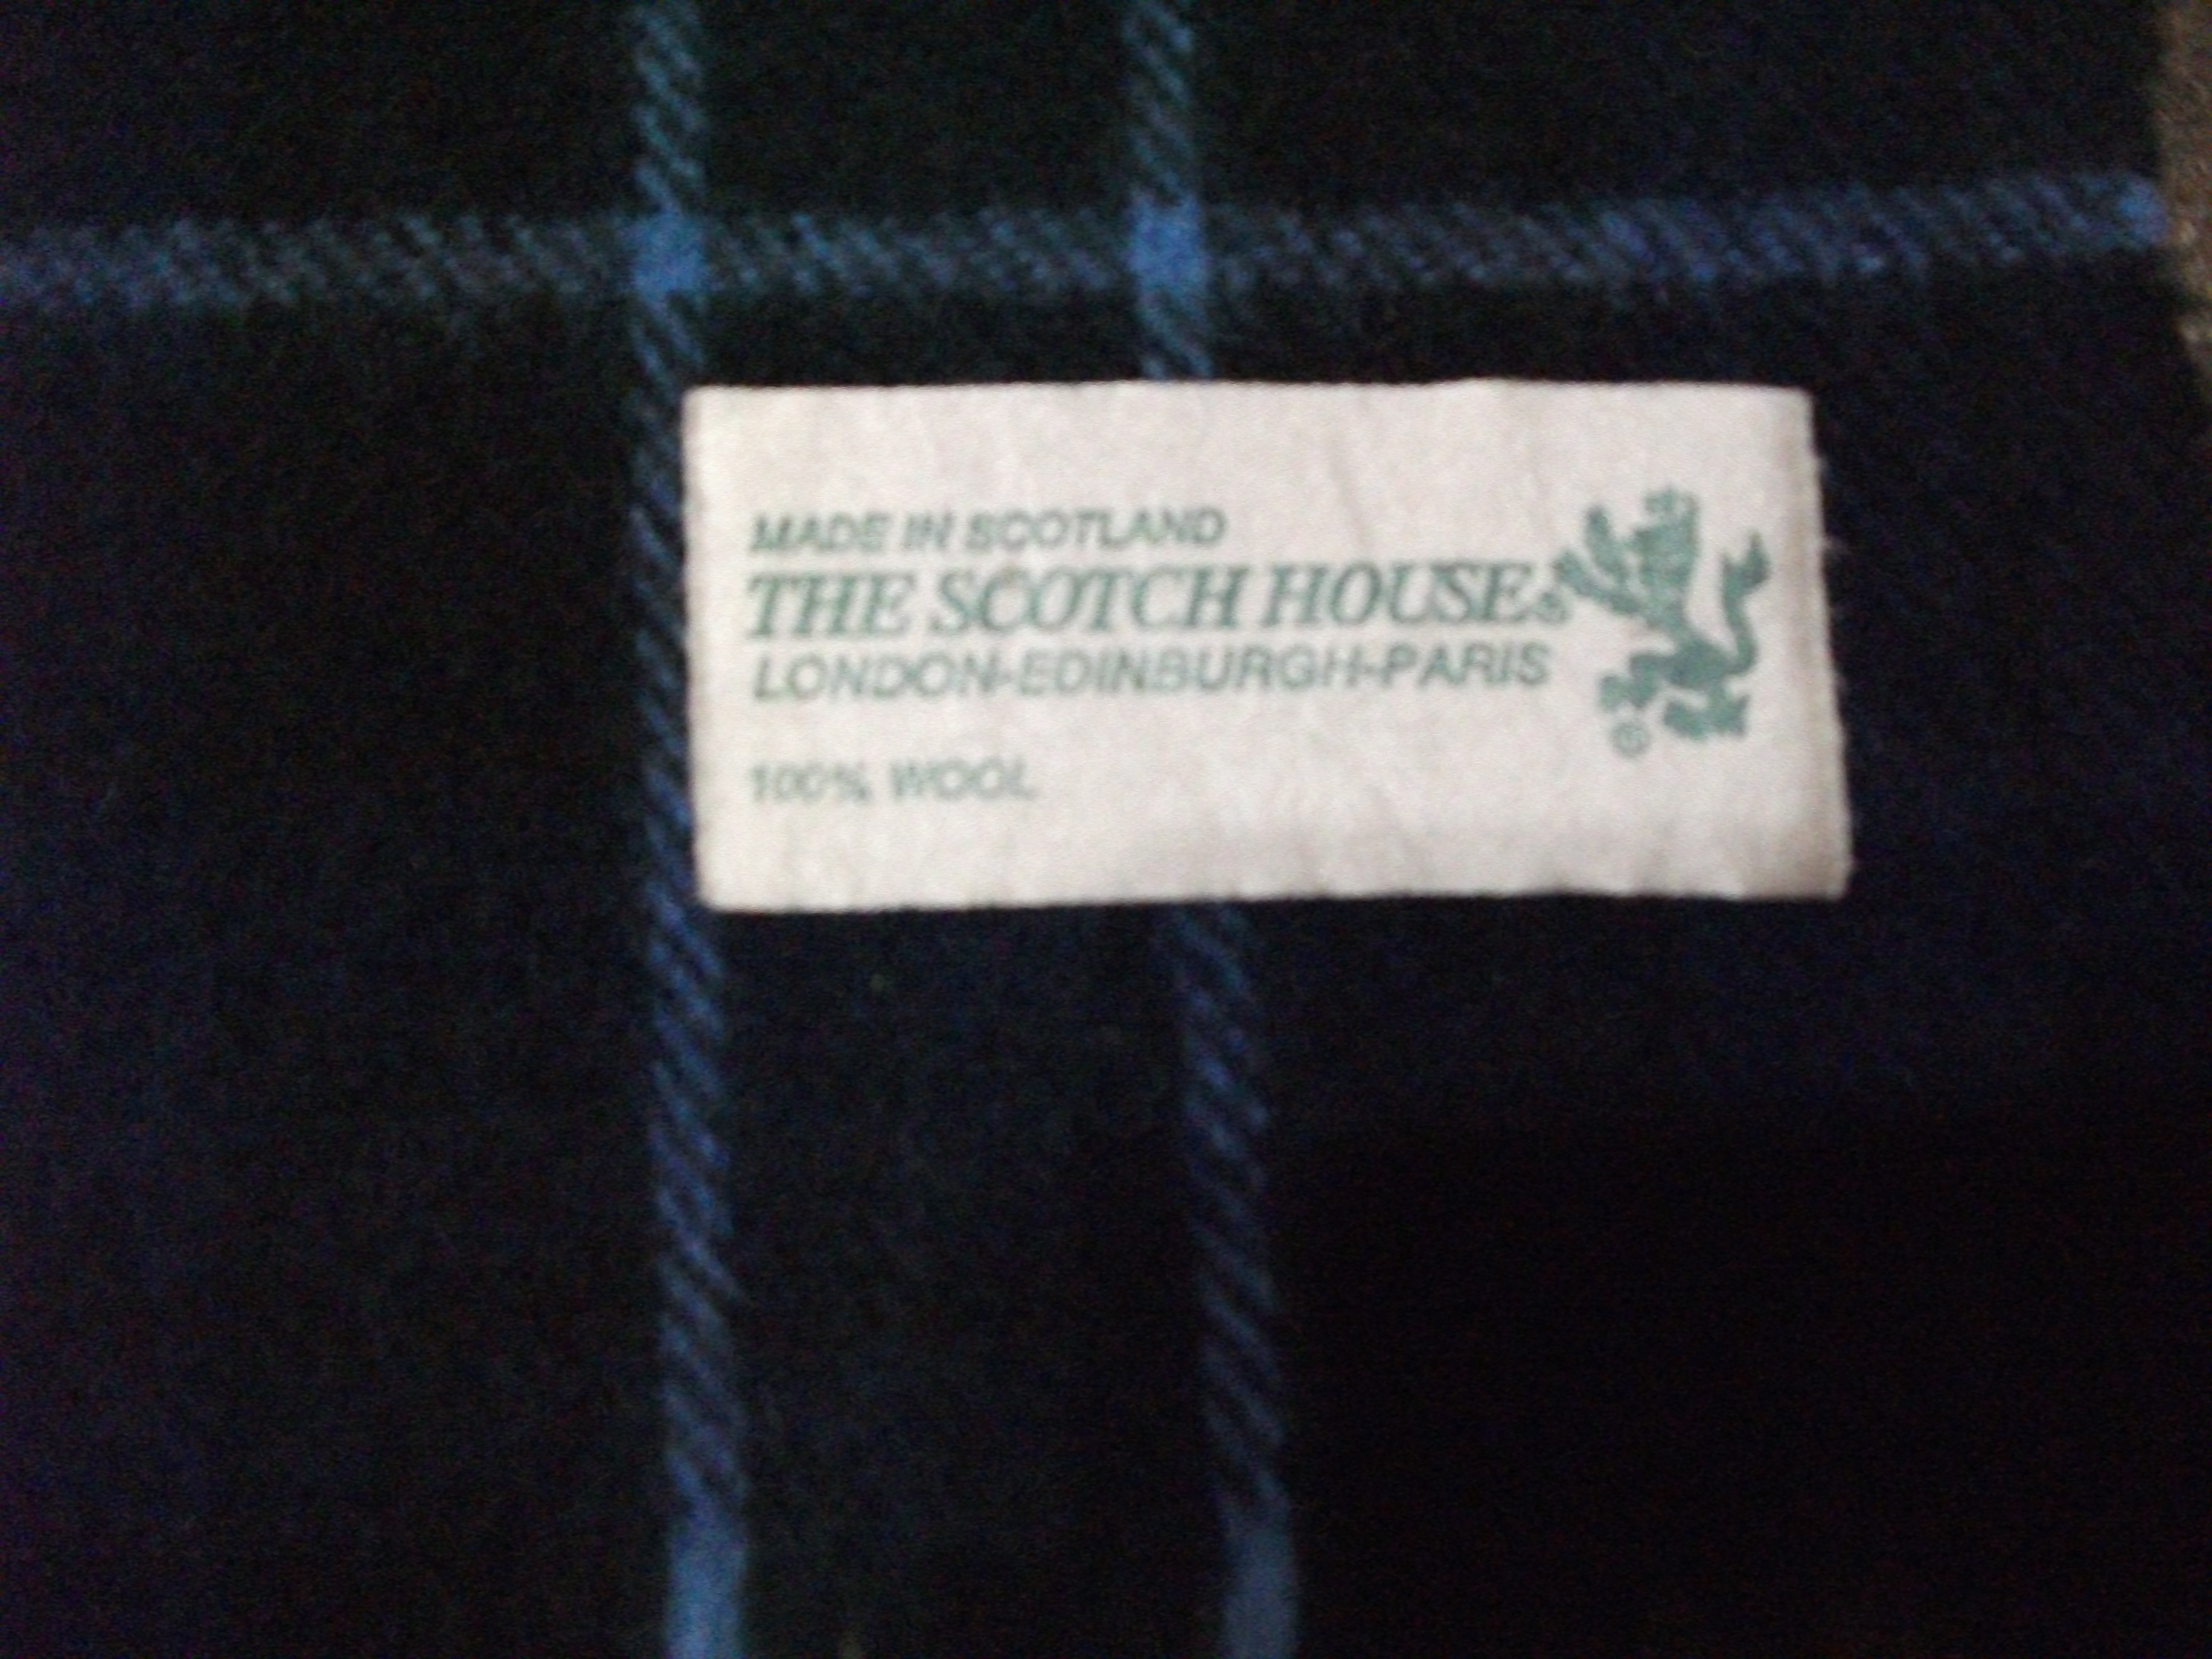 MADE IN SCOTLAND
THE SCOTCH HOUSE®
LONDON-EDINBURGH-PARIS
100% WOOL
®